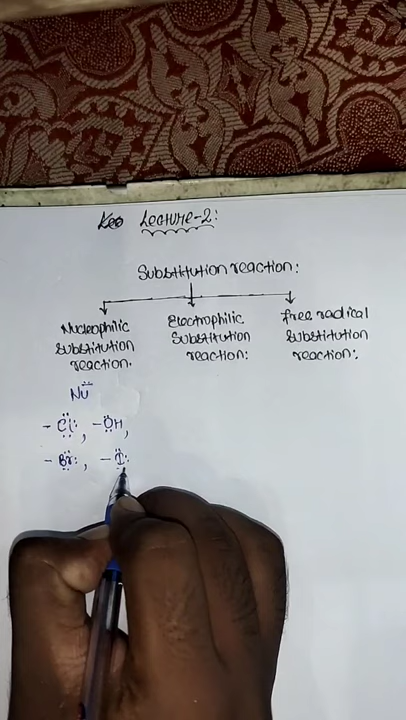 Lecture-2:
Substitution reaction:
Nucleophilic
substitution
reaction.
Electrophilic
Substitution
reaction:
free radical
Substitution
reaction:
Nu
- Cl:, - OH,
- Br:, - I: